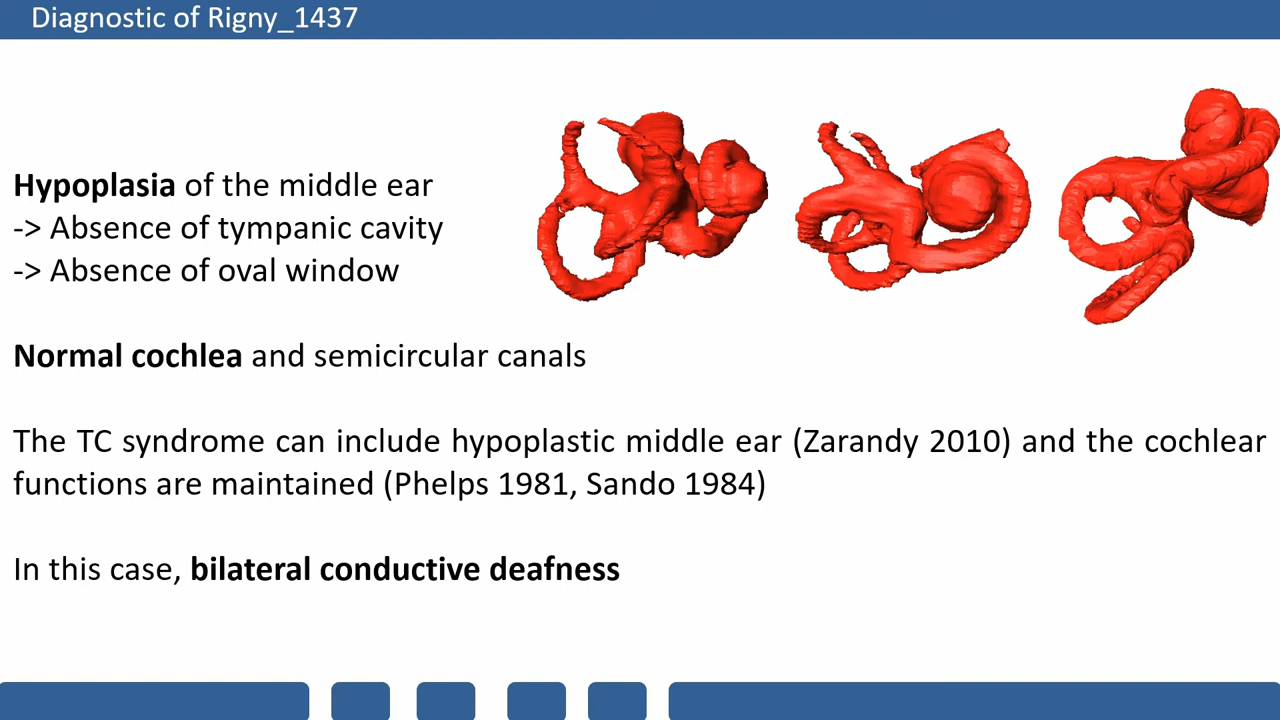 Diagnostic of Rigny_1437
Hypoplasia of the middle ear
-> Absence of tympanic cavity
-> Absence of oval window
Normal cochlea and semicircular canals
The TC syndrome can include hypoplastic middle ear (Zarandy 2010) and the cochlear
functions are maintained (Phelps 1981, Sando 1984)
In this case, bilateral conductive deafness